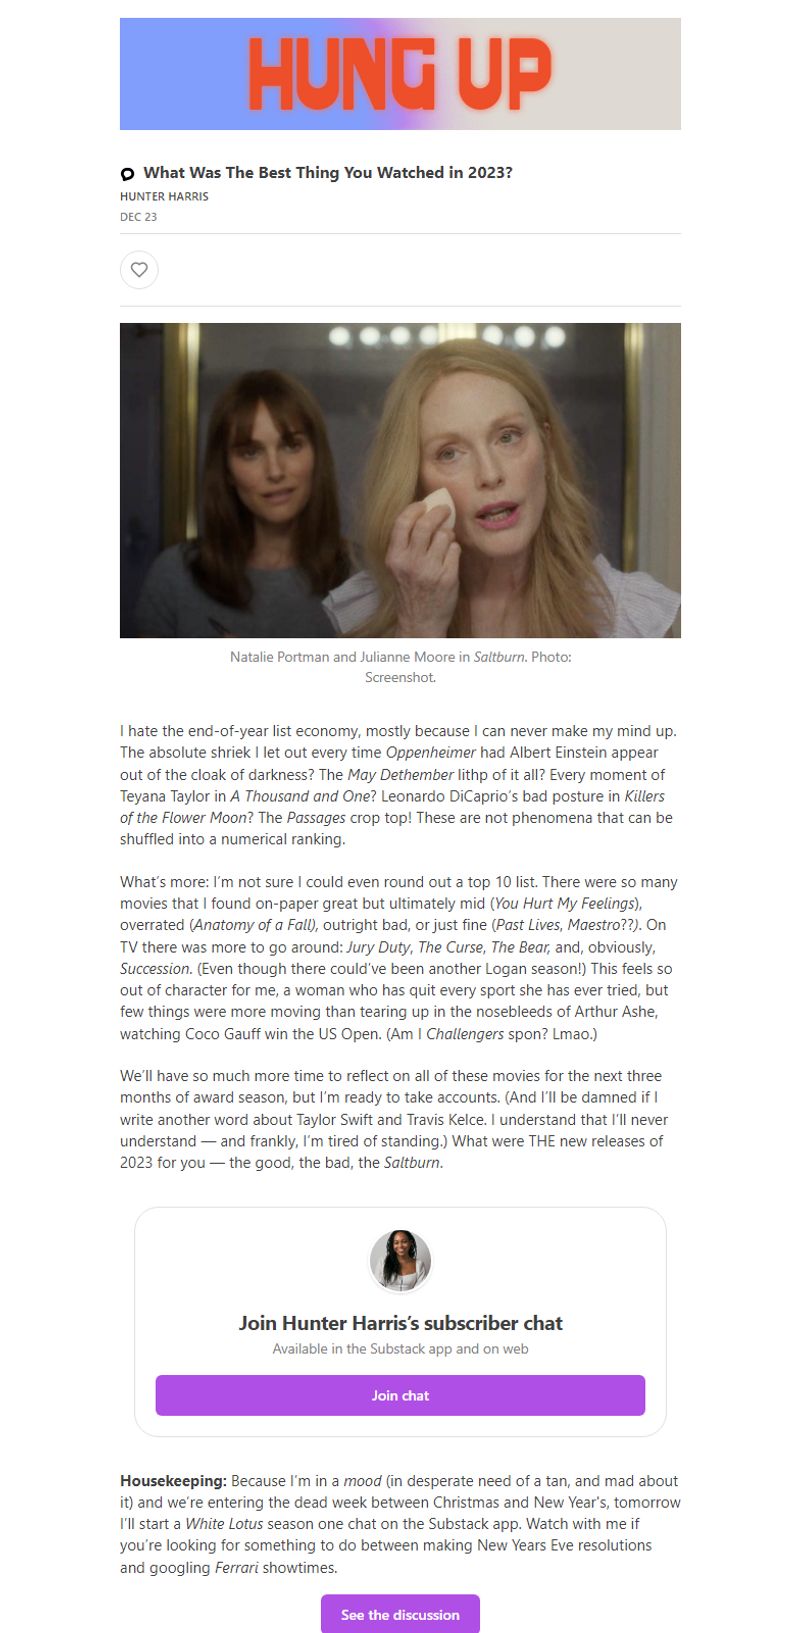 HUNG UP
What Was The Best Thing You Watched in 2023?
HUNTER HARRIS
DEC 23
Natalie Portman and Julianne Moore in Saltburn. Photo:
Screenshot.
I hate the end-of-year list economy, mostly because I can never make my mind up.
The absolute shriek I let out every time Oppenheimer had Albert Einstein appear
out of the cloak of darkness? The May Dethember lithp of it all? Every moment of
Teyana Taylor in A Thousand and One? Leonardo DiCaprio's bad posture in Killers
of the Flower Moon? The Passages crop top! These are not phenomena that can be
shuffled into a numerical ranking.
What's more: I'm not sure I could even round out a top 10 list. There were so many
movies that I found on-paper great but ultimately mid (You Hurt My Feelings),
overrated (Anatomy of a Fall), outright bad, or just fine (Past Lives, Maestro??). On
TV there was more to go around: Jury Duty, The Curse, The Bear, and, obviously,
Succession. (Even though there could've been another Logan season!) This feels so
out of character for me, a woman who has quit every sport she has ever tried, but
few things were more moving than tearing up in the nosebleeds of Arthur Ashe,
watching Coco Gauff win the US Open. (Am I Challengers spon? Lmao.)
We'll have so much more time to reflect on all of these movies for the next three
months of award season, but I'm ready to take accounts. (And I'll be damned if I
write another word about Taylor Swift and Travis Kelce. I understand that I'll never
understand — and frankly, I'm tired of standing.) What were THE new releases of
2023 for you — the good, the bad, the Saltburn.
Join Hunter Harris's subscriber chat
Available in the Substack app and on web
Join chat
Housekeeping: Because I'm in a mood (in desperate need of a tan, and mad about
it) and we're entering the dead week between Christmas and New Year's, tomorrow
I'll start a White Lotus season one chat on the Substack app. Watch with me if
you're looking for something to do between making New Years Eve resolutions
and googling Ferrari showtimes.
See the discussion